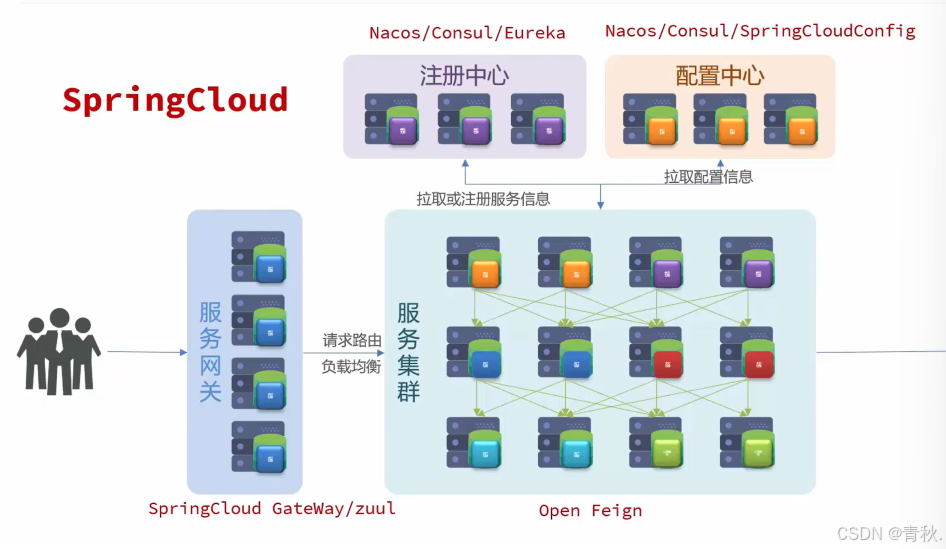 Nacos/Consul/Eureka
Nacos/Consul/SpringCloudConfig
SpringCloud
注册中心
配置中心
拉取或注册服务信息
拉取配置信息
服务网关
请求路由
负载均衡
服务集群
SpringCloud GateWay/zuul
Open Feign
CSDN @青秋.